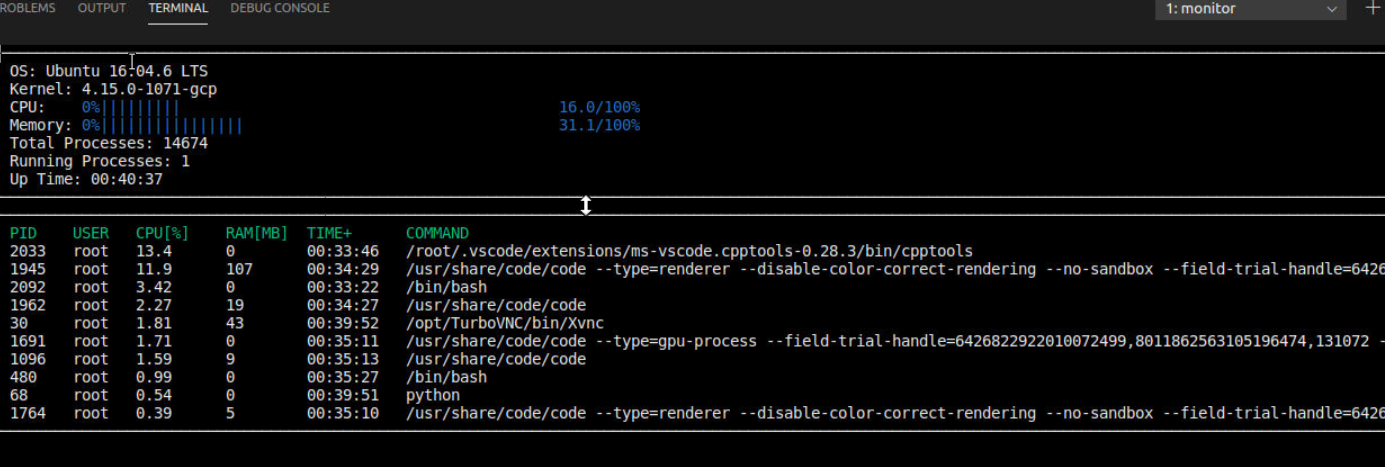 ROBLEMS OUTPUT TERMINAL DEBUG CONSOLE 1: monitor
OS: Ubuntu 16:04.6 LTS
Kernel: 4.15.0-1071-gcp
CPU: 0%||||||||| 16.0/100%
Memory: 0%|||||||||||||||| 31.1/100%
Total Processes: 14674
Running Processes: 1
Up Time: 00:40:37
PID USER CPU[%] RAM[MB] TIME+ COMMAND
2033 root 13.4 0 00:33:46 /root/.vscode/extensions/ms-vscode.cpptools-0.28.3/bin/cpptools
1945 root 11.9 107 00:34:29 /usr/share/code/code --type=renderer --disable-color-correct-rendering --no-sandbox --field-trial-handle=6426
2092 root 3.42 0 00:33:22 /bin/bash
1962 root 2.27 19 00:34:27 /usr/share/code/code
30 root 1.81 43 00:39:52 /opt/TurboVNC/bin/Xvnc
1691 root 1.71 0 00:35:11 /usr/share/code/code --type=gpu-process --field-trial-handle=6426822922010072499,8011862563105196474,131072 -
1096 root 1.59 9 00:35:13 /usr/share/code/code
480 root 0.99 0 00:35:27 /bin/bash
68 root 0.54 0 00:39:51 python
1764 root 0.39 5 00:35:10 /usr/share/code/code --type=renderer --disable-color-correct-rendering --no-sandbox --field-trial-handle=6426